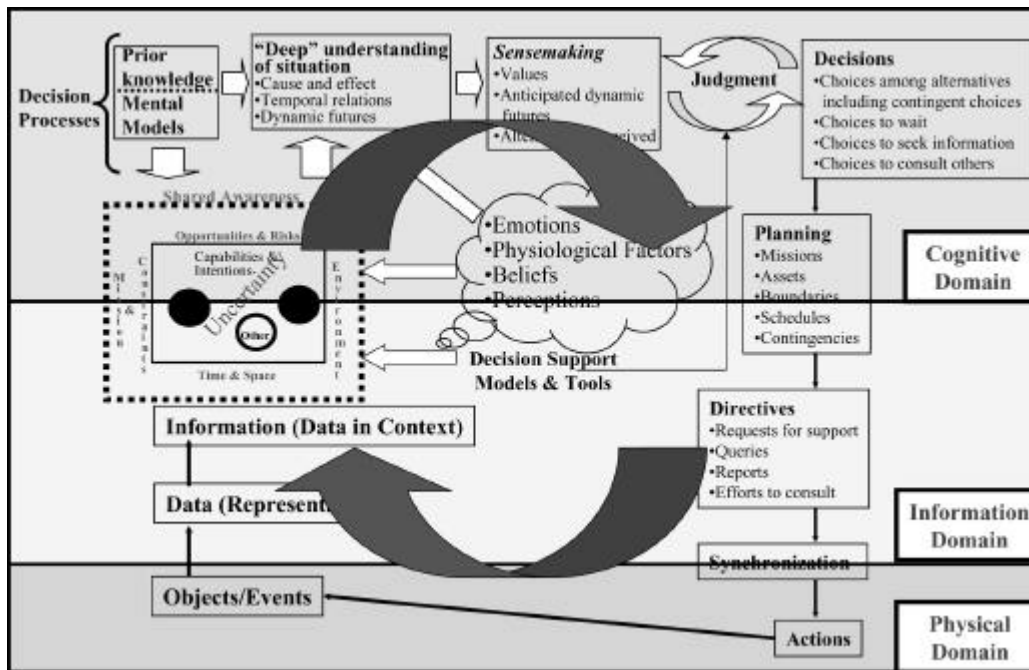 Decision
Processes
Prior
knowledge
Mental
Models
“Deep” understanding
of situation
•Cause and effect
•Temporal relations
•Dynamic futures
Sensemaking
•Values
•Anticipated dynamic
futures
Judgment
Decisions
•Choices among alternatives
including contingent choices
•Choices to wait
•Choices to seek information
•Choices to consult others
Shared Awareness
Opportunities & Risks
Capabilities &
Intentions
Mission
&
Constraints
Uncertainty
Other
Environment
Time & Space
•Emotions
•Physiological Factors
•Beliefs
•Perceptions
Decision Support
Models & Tools
Planning
•Missions
•Assets
•Boundaries
•Schedules
•Contingencies
Cognitive
Domain
Information (Data in Context)
Data
Directives
•Requests for support
•Queries
•Reports
•Efforts to consult
Information
Domain
Synchronization
Objects/Events
Actions
Physical
Domain